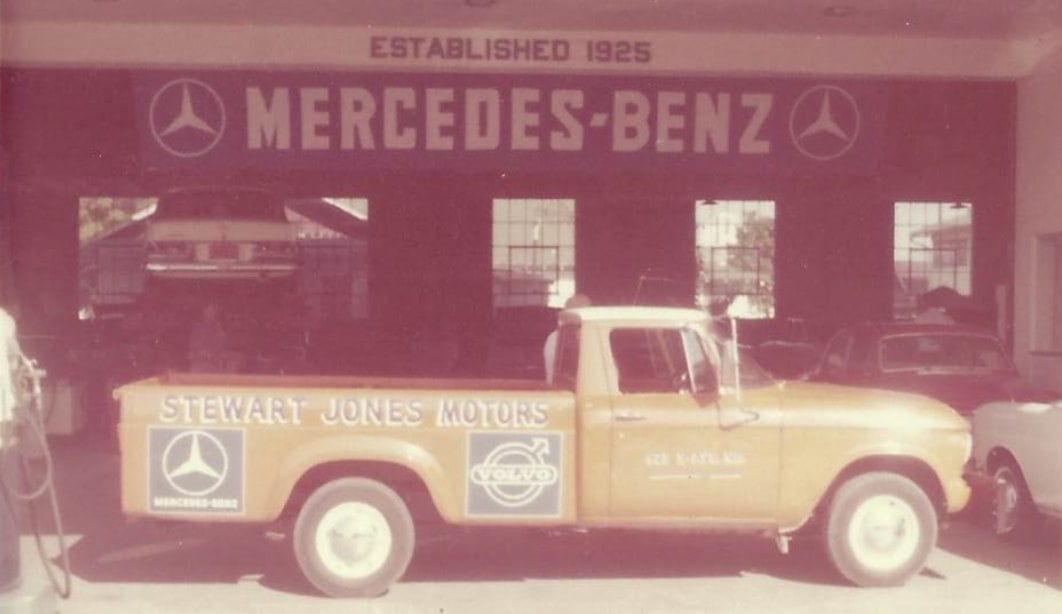 ESTABLISHED 1925
MERCEDES-BENZ
STEWART JONES MOTORS
MERCEDES-BENZ
VOLVO